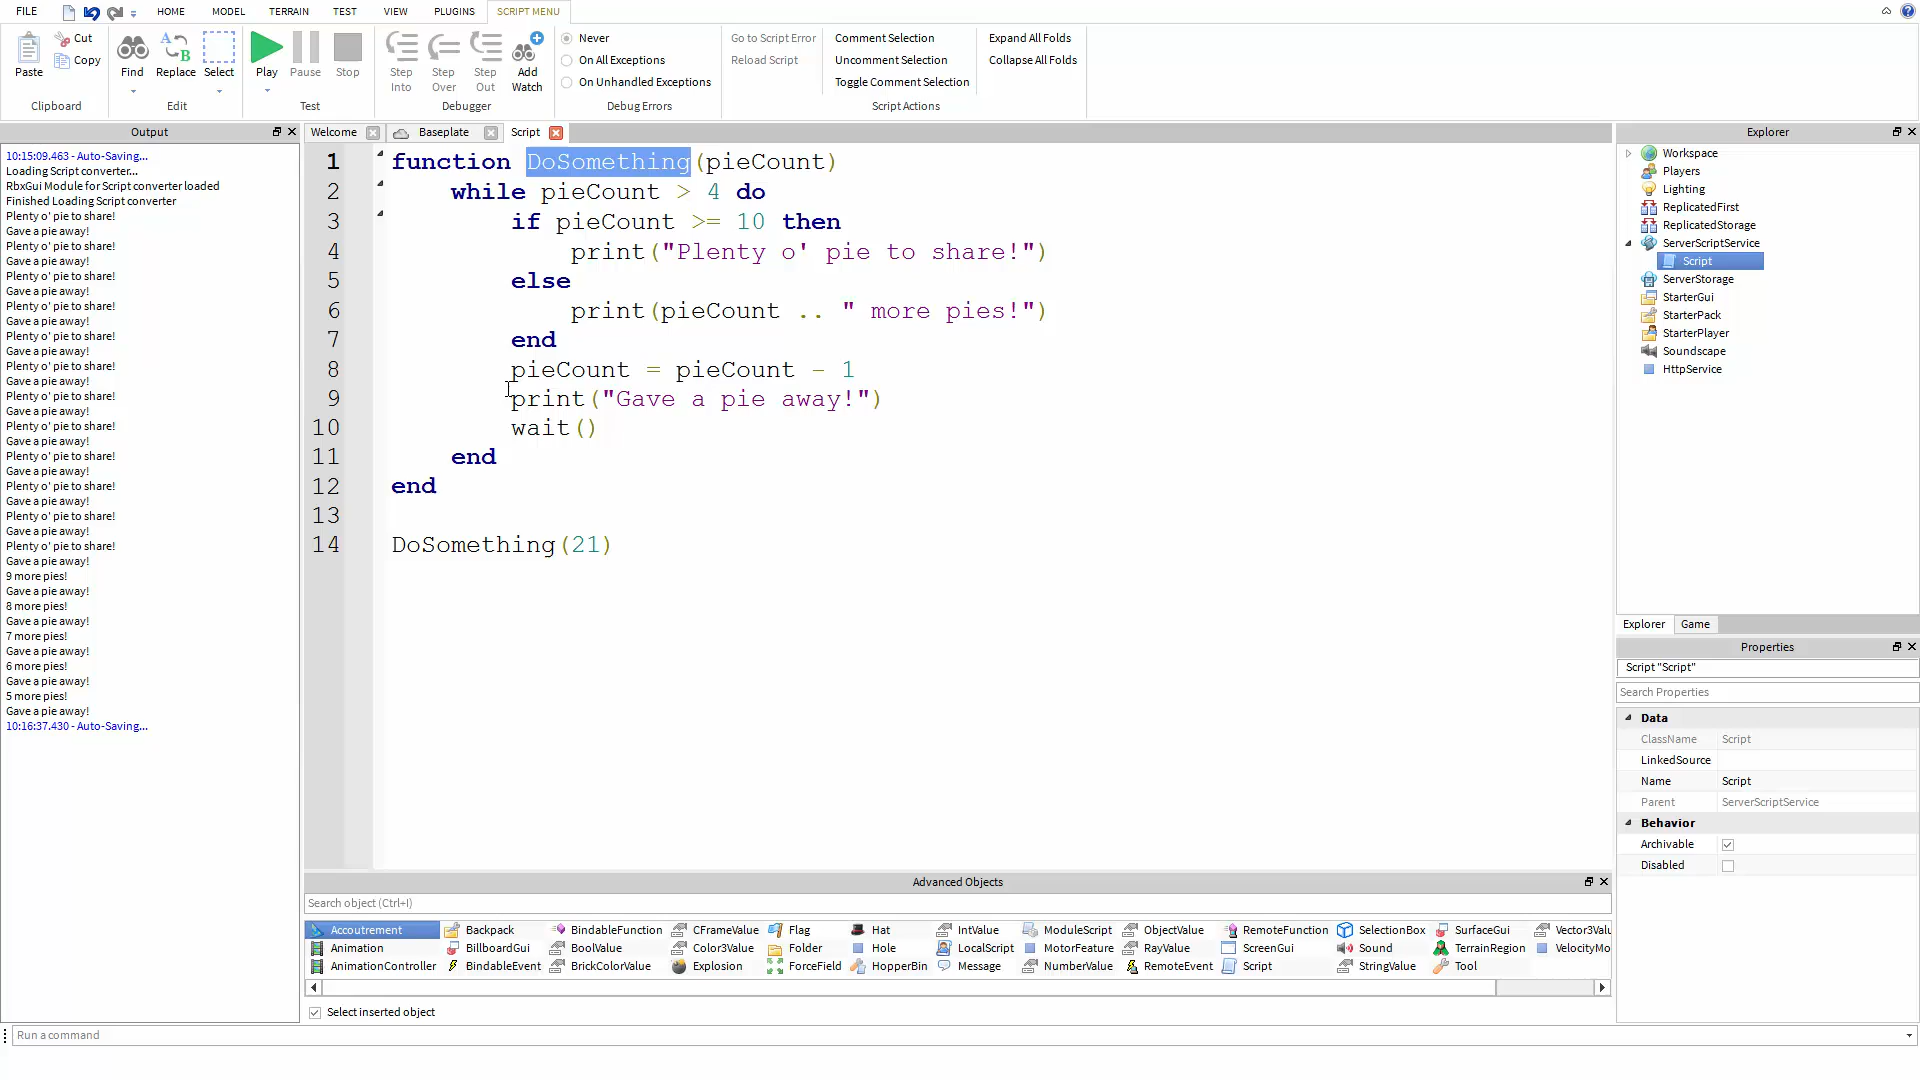 FILE HOME MODEL TERRAIN TEST VIEW PLUGINS SCRIPT MENU
Paste
Cut
Copy
Clipboard
Find Replace Select
Edit
Play Pause Stop
Test
Step Into
Step Over
Step Out
Add Watch
Debugger
Never
On All Exceptions
On Unhandled Exceptions
Debug Errors
Go to Script Error
Reload Script
Comment Selection
Uncomment Selection
Toggle Comment Selection
Script Actions
Expand All Folds
Collapse All Folds
Output
10:15:09.463 - Auto-Saving...
Loading Script converter...
RbxGui Module for Script converter loaded
Finished Loading Script converter
Plenty o' pie to share!
Gave a pie away!
Plenty o' pie to share!
Gave a pie away!
Plenty o' pie to share!
Gave a pie away!
Plenty o' pie to share!
Gave a pie away!
Plenty o' pie to share!
Gave a pie away!
Plenty o' pie to share!
Gave a pie away!
Plenty o' pie to share!
Gave a pie away!
Plenty o' pie to share!
Gave a pie away!
Plenty o' pie to share!
Gave a pie away!
Plenty o' pie to share!
Gave a pie away!
Plenty o' pie to share!
Gave a pie away!
Plenty o' pie to share!
Gave a pie away!
9 more pies!
Gave a pie away!
8 more pies!
Gave a pie away!
7 more pies!
Gave a pie away!
6 more pies!
Gave a pie away!
5 more pies!
Gave a pie away!
10:16:37.430 - Auto-Saving...
Welcome Baseplate Script
1 function DoSomething(pieCount)
2 while pieCount > 4 do
3 if pieCount >= 10 then
4 print("Plenty o' pie to share!")
5 else
6 print(pieCount .. " more pies!")
7 end
8 pieCount = pieCount - 1
9 print("Gave a pie away!")
10 wait()
11 end
12 end
13
14 DoSomething(21)
Advanced Objects
Search object (Ctrl+I)
Accoutrement Backpack BindableFunction CFrameValue Flag Hat IntValue ModuleScript ObjectValue RemoteFunction SelectionBox SurfaceGui Vector3Valu
Animation BillboardGui BoolValue Color3Value Folder Hole LocalScript MotorFeature RayValue ScreenGui Sound TerrainRegion VelocityMo
AnimationController BindableEvent BrickColorValue Explosion ForceField HopperBin Message NumberValue RemoteEvent Script StringValue Tool
Select inserted object
Run a command
Explorer
Workspace
Players
Lighting
ReplicatedFirst
ReplicatedStorage
ServerScriptService
Script
ServerStorage
StarterGui
StarterPack
StarterPlayer
Soundscape
HttpService
Explorer Game
Properties
Script "Script"
Search Properties
Data
ClassName Script
LinkedSource
Name Script
Parent ServerScriptService
Behavior
Archivable
Disabled